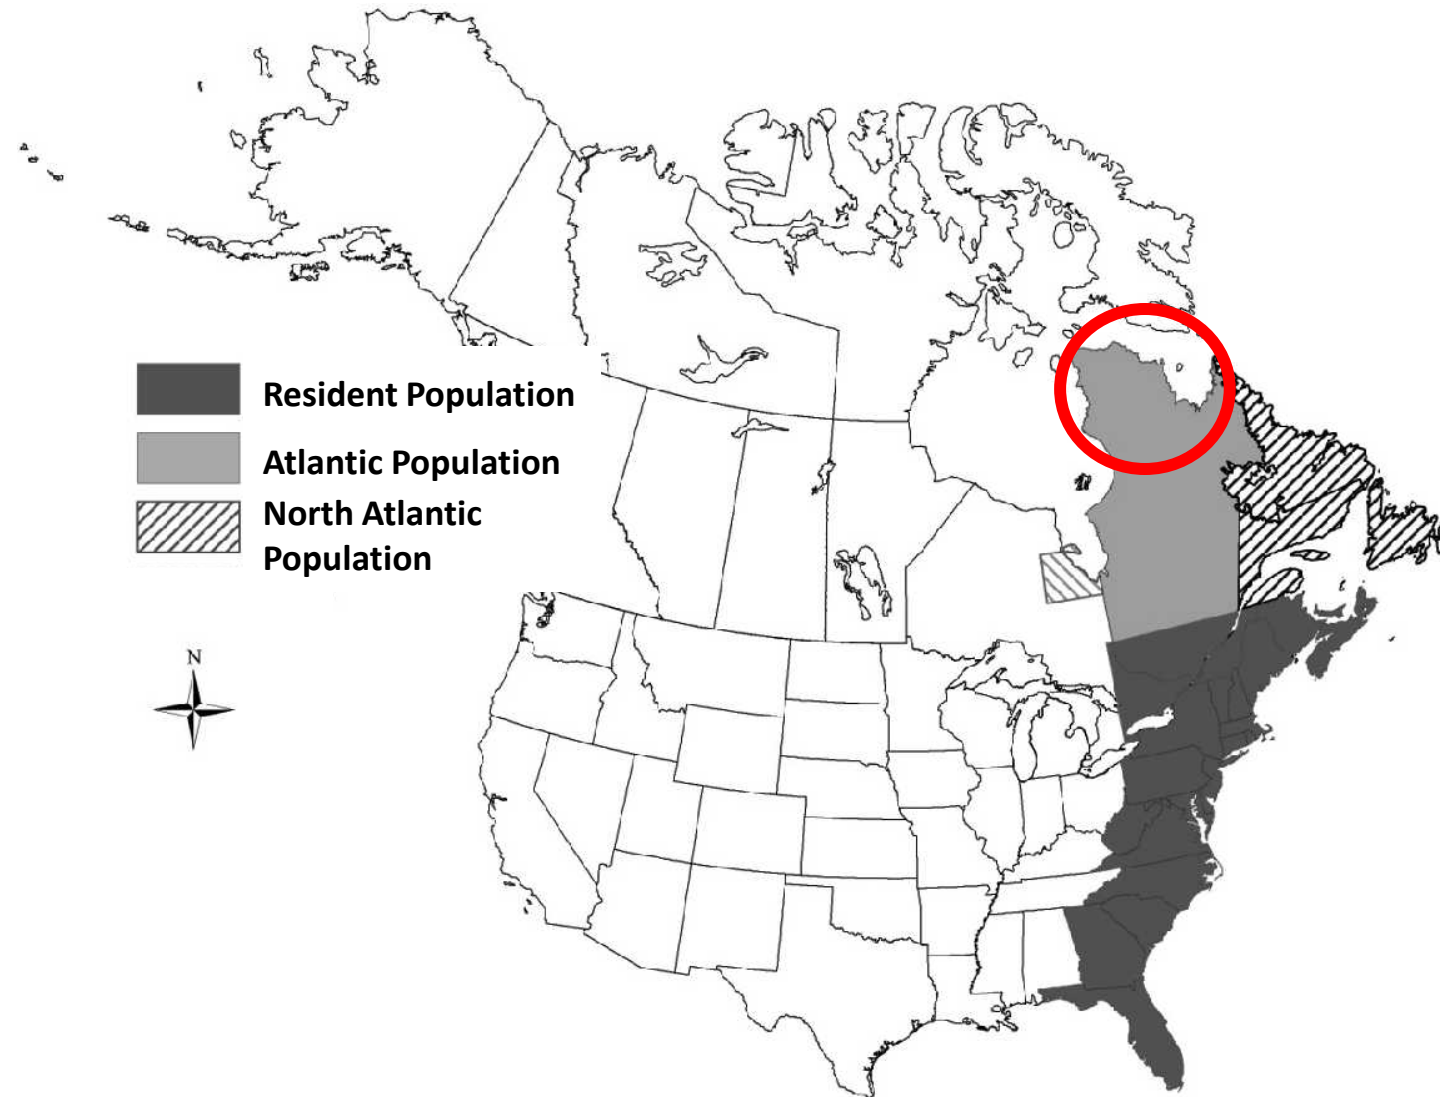 Resident Population
Atlantic Population
North Atlantic
Population
N